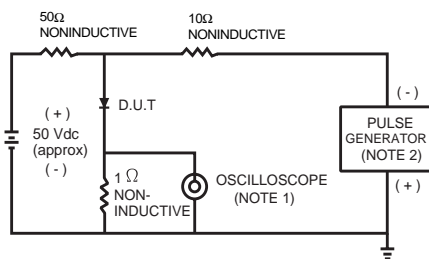 50Ω
NONINDUCTIVE
10Ω
NONINDUCTIVE
D.U.T
( + )
50 Vdc
(approx)
( - )
1 Ω
NON-
INDUCTIVE
OSCILLOSCOPE
(NOTE 1)
( - )
PULSE
GENERATOR
(NOTE 2)
( + )